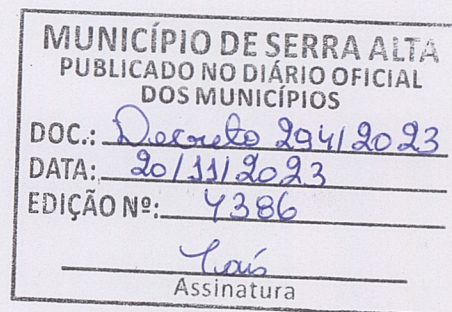 MUNICÍPIO DE SERRA ALTA
PUBLICADO NO DIÁRIO OFICIAL
DOS MUNICÍPIOS
DOC.: Decreto 294/2023
DATA: 20/11/2023
EDIÇÃO Nº: 4386
Assinatura